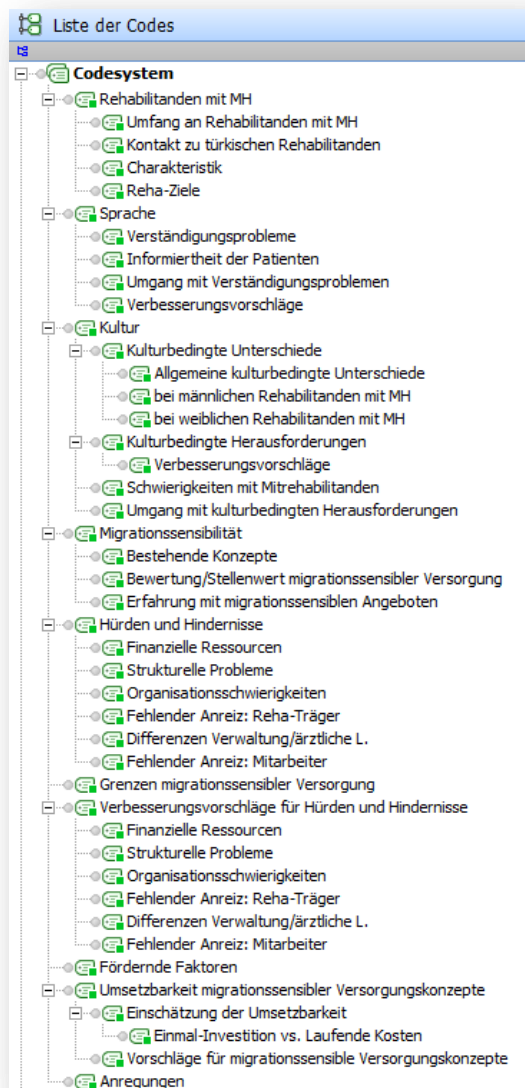 Liste der Codes
Codesystem
Rehabilitanden mit MH
Umfang an Rehabilitanden mit MH
Kontakt zu türkischen Rehabilitanden
Charakteristik
Reha-Ziele
Sprache
Verständigungsprobleme
Informiertheit der Patienten
Umgang mit Verständigungsproblemen
Verbesserungsvorschläge
Kultur
Kulturbedingte Unterschiede
Allgemeine kulturbedingte Unterschiede
bei männlichen Rehabilitanden mit MH
bei weiblichen Rehabilitanden mit MH
Kulturbedingte Herausforderungen
Verbesserungsvorschläge
Schwierigkeiten mit Mitrehabilitanden
Umgang mit kulturbedingten Herausforderungen
Migrationssensibilität
Bestehende Konzepte
Bewertung/Stellenwert migrationssensibler Versorgung
Erfahrung mit migrationssensiblen Angeboten
Hürden und Hindernisse
Finanzielle Ressourcen
Strukturelle Probleme
Organisationsschwierigkeiten
Fehlender Anreiz: Reha-Träger
Differenzen Verwaltung/ärztliche L.
Fehlender Anreiz: Mitarbeiter
Grenzen migrationssensibler Versorgung
Verbesserungsvorschläge für Hürden und Hindernisse
Finanzielle Ressourcen
Strukturelle Probleme
Organisationsschwierigkeiten
Fehlender Anreiz: Reha-Träger
Differenzen Verwaltung/ärztliche L.
Fehlender Anreiz: Mitarbeiter
Fördernde Faktoren
Umsetzbarkeit migrationssensibler Versorgungskonzepte
Einschätzung der Umsetzbarkeit
Einmal-Investition vs. Laufende Kosten
Vorschläge für migrationssensible Versorgungskonzepte
Anregungen